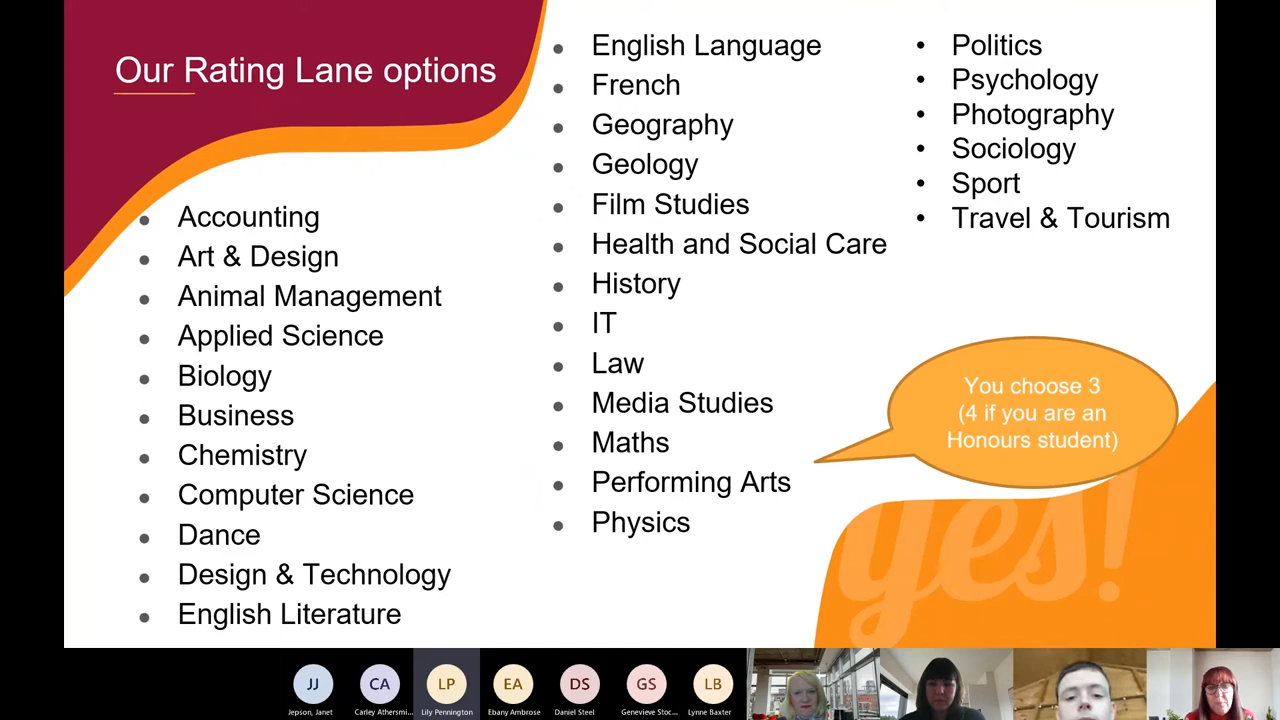 Our Rating Lane options
Accounting
Art & Design
Animal Management
Applied Science
Biology
Business
Chemistry
Computer Science
Dance
Design & Technology
English Literature
English Language
French
Geography
Geology
Film Studies
Health and Social Care
History
IT
Law
Media Studies
Maths
Performing Arts
Physics
Politics
Psychology
Photography
Sociology
Sport
Travel & Tourism
You choose 3
(4 if you are an
Honours student)
yes!
JJ
CA
LP
EA
DS
GS
LB
Jepson, Janet
Carley Athersmi...
Lily Pennington
Ebany Ambrose
Daniel Steel
Genevieve Stoc...
Lynne Baxter